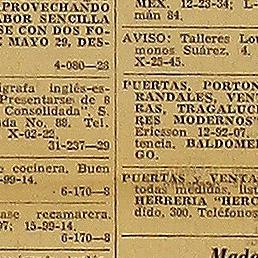 PROVECHANDO
ABOR SENCILLA
SE CON DOS FO-
E MAYO 29, DES-
4-080—28
igrafa inglés-es-
Presentarse de 8
Consolidada". S.
da No. 88. Tel.
X-02-22
31-237—29
o cocinera. Buen
-99-14.
6-170—8
ase recamarera.
97; 15-99-14.
6-170—8
MEX. 12-23-34; L-
mán 84.
AVISO: Talleres Lo
monos Suárez, 4.
X-25-45.
PUERTAS, PORTON
RANDALES, VEN
RAS, TRAGALUC
RES MODERNOS"
Ericsson 12-92-07.
tencia. BALDOME
GO.
PUERTAS Y VENTA
todas medidas, lis
HERRERIA "HERC
dido, 300. Teléfonos
Made